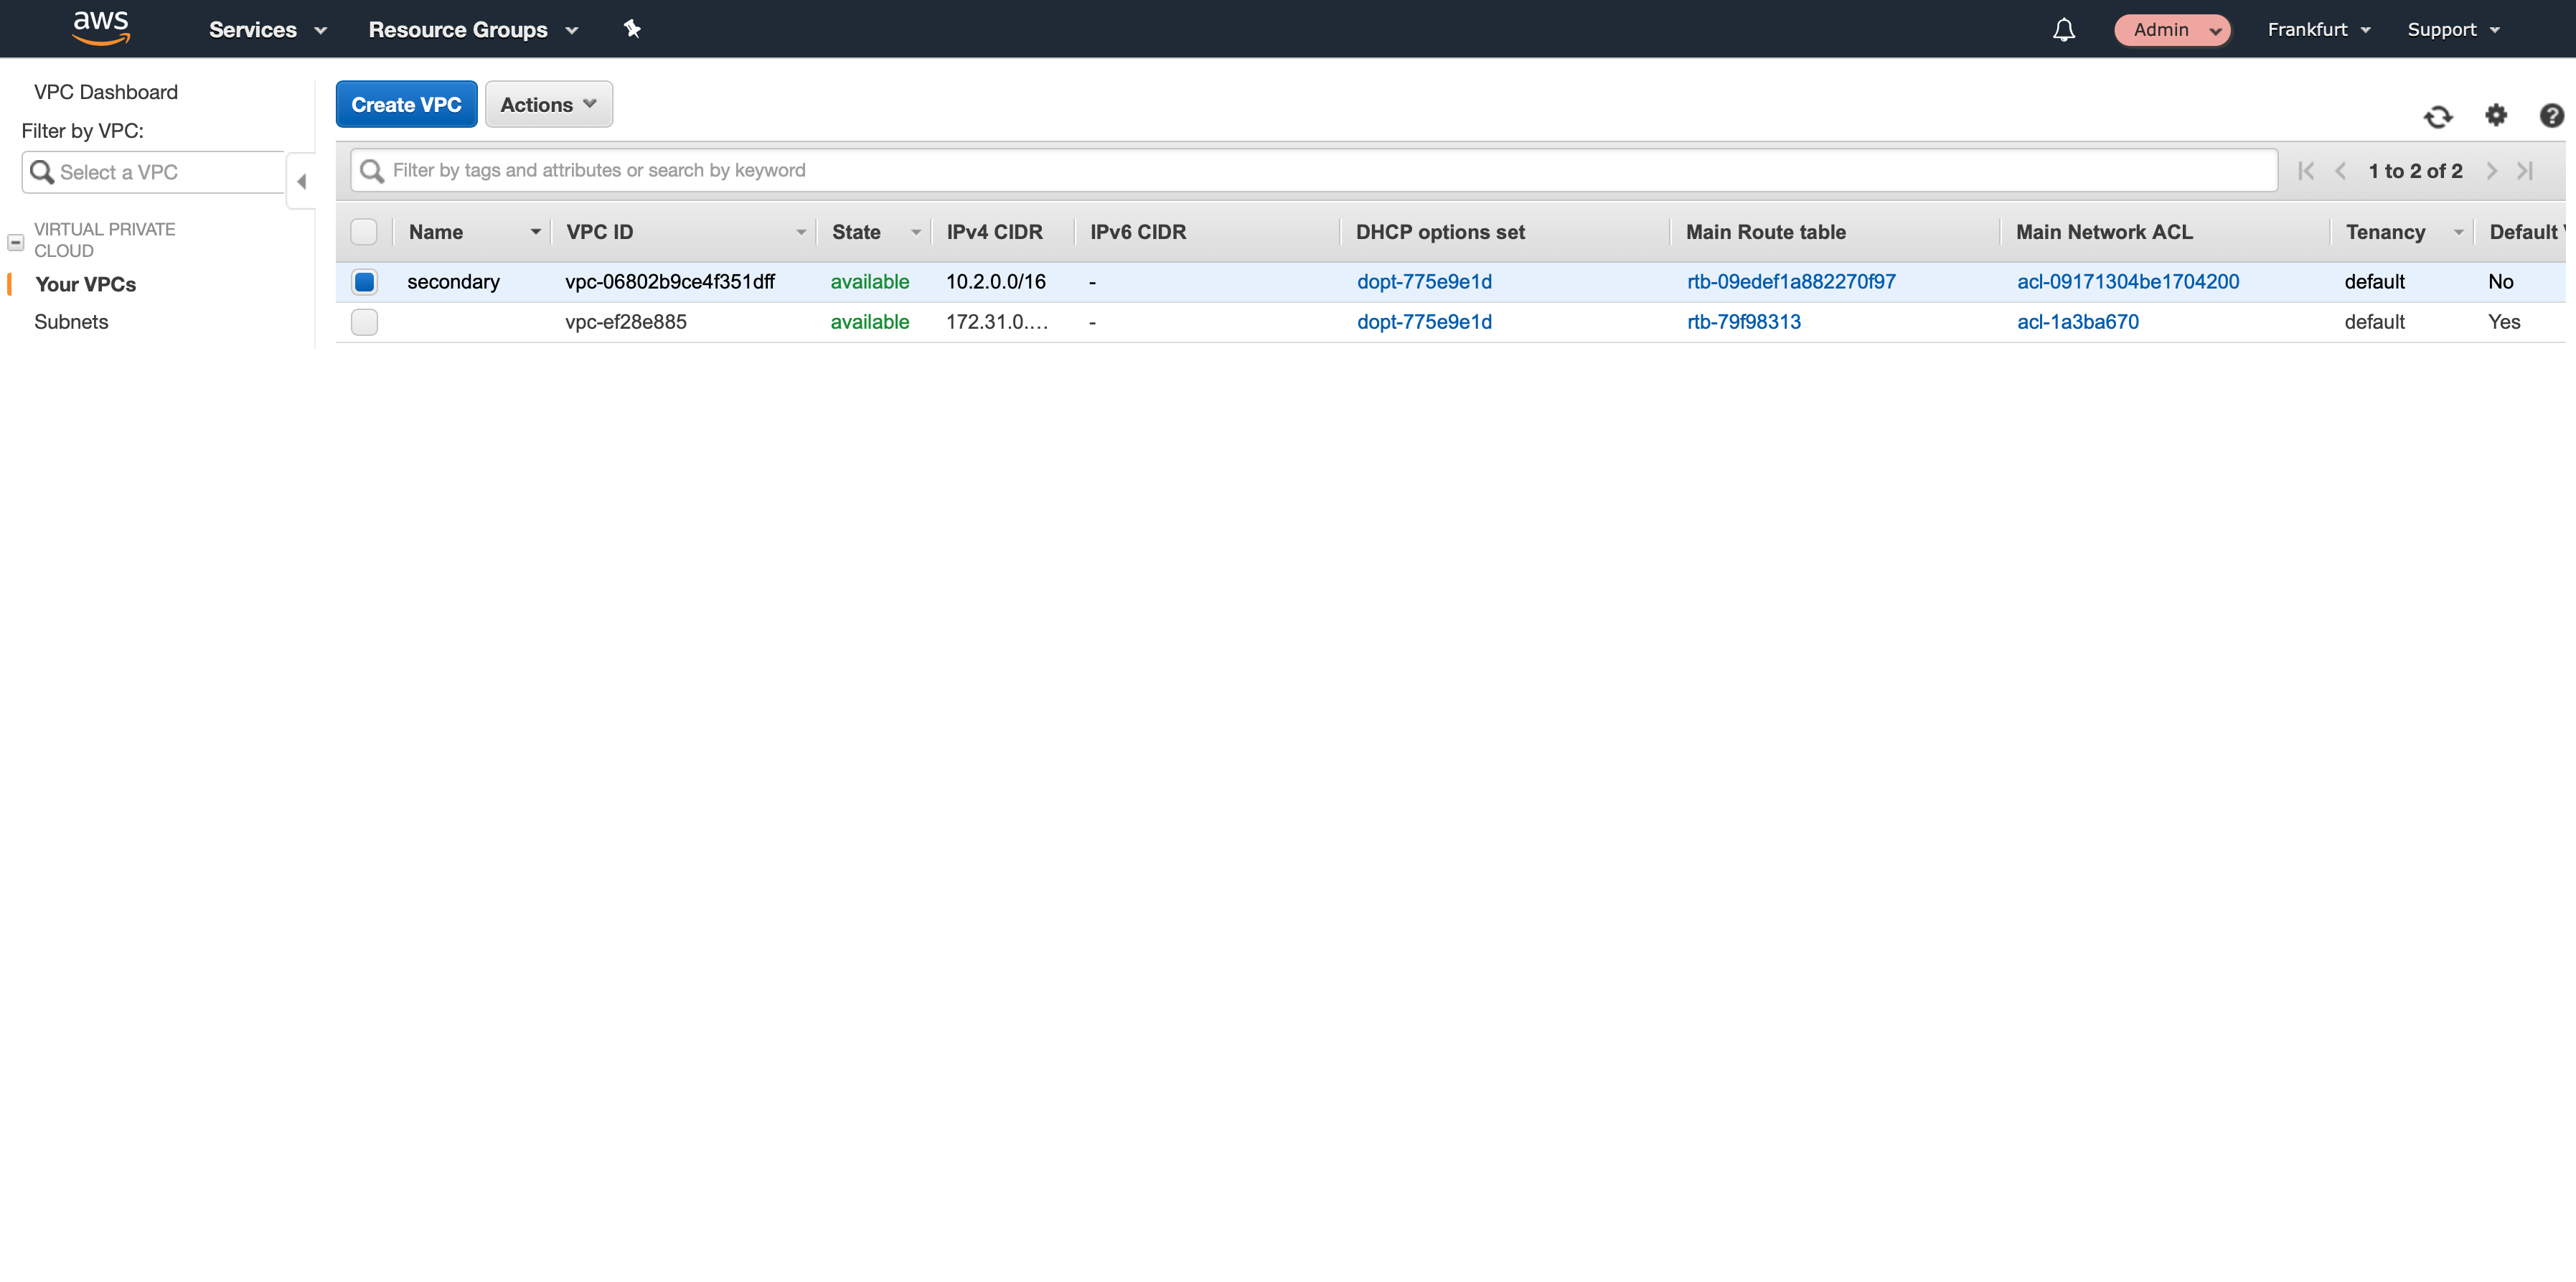 aws Services Resource Groups Admin Frankfurt Support
VPC Dashboard
Filter by VPC:
Select a VPC
VIRTUAL PRIVATE
CLOUD
Your VPCs
Subnets
Create VPC Actions
Filter by tags and attributes or search by keyword 1 to 2 of 2
Name VPC ID State IPv4 CIDR IPv6 CIDR DHCP options set Main Route table Main Network ACL Tenancy Default
secondary vpc-06802b9ce4f351dff available 10.2.0.0/16 - dopt-775e9e1d rtb-09edef1a882270f97 acl-09171304be1704200 default No
vpc-ef28e885 available 172.31.0.... - dopt-775e9e1d rtb-79f98313 acl-1a3ba670 default Yes